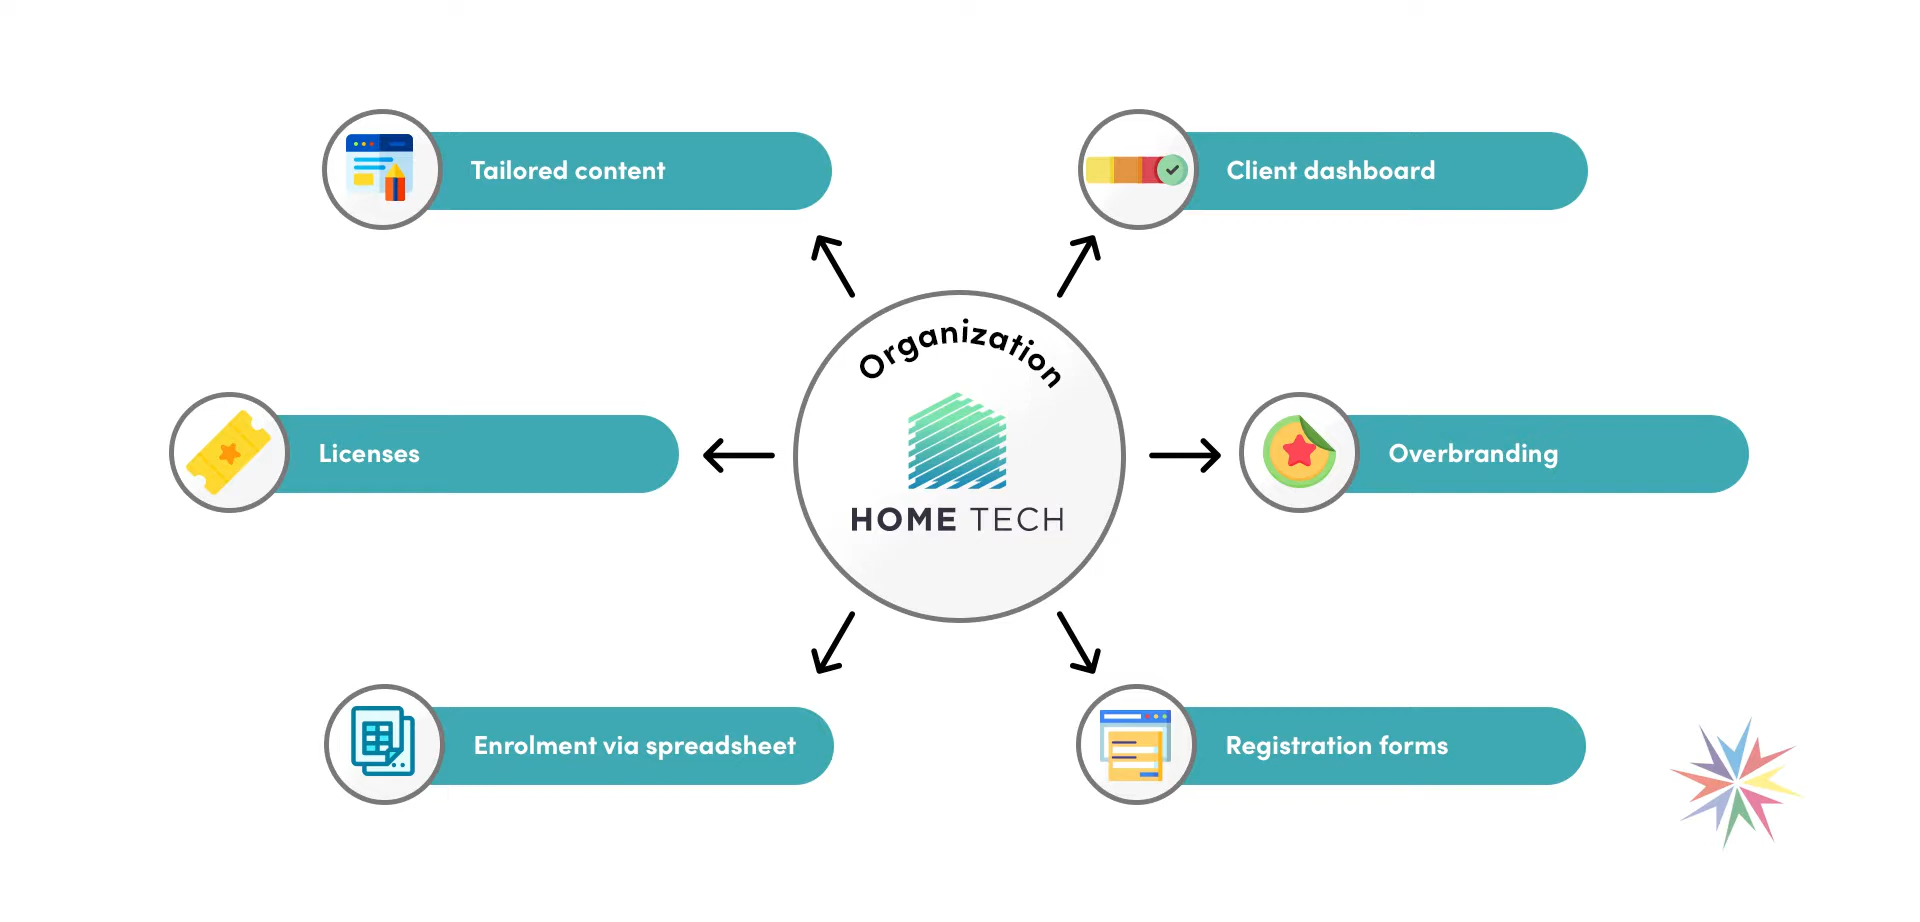 Tailored content
Client dashboard
Organization
HOME TECH
Licenses
Overbranding
Enrolment via spreadsheet
Registration forms